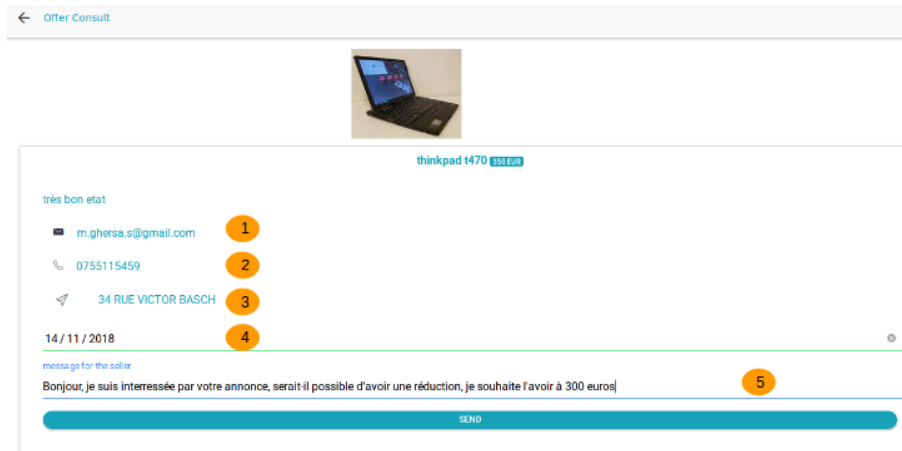 Offer Consult
thinkpad t470 350 EUR
très bon etat
m.ghersa.s@gmail.com 1
0755115459 2
34 RUE VICTOR BASCH 3
14 / 11 / 2018 4
message for the seller
Bonjour, je suis interressée par votre annonce, serait-il possible d'avoir une réduction, je souhaite l'avoir à 300 euros 5
SEND